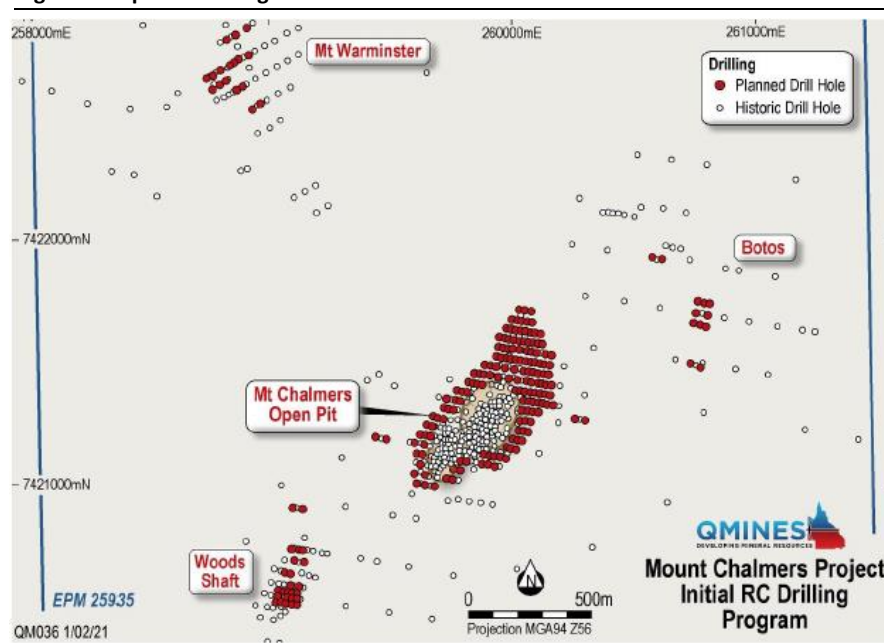 258000mE
260000mE
261000mE
Mt Warminster
Drilling
Planned Drill Hole
Historic Drill Hole
7422000mN
Botos
Mt Chalmers
Open Pit
7421000mN
Woods
Shaft
QMINES
DEVELOPING MINERAL RESOURCES
Mount Chalmers Project
Initial RC Drilling
Program
N
0 500m
Projection MGA94 Z56
EPM 25935
QM036 1/02/21